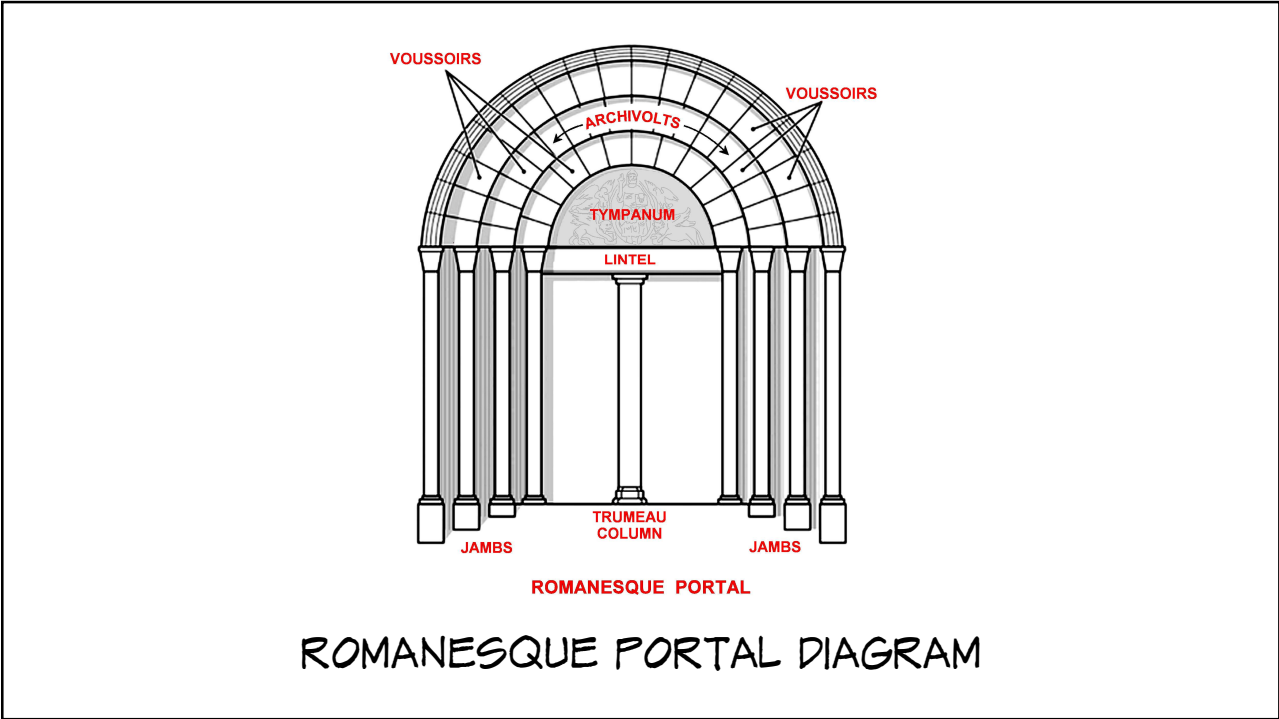 VOUSSOIRS
VOUSSOIRS
ARCHIVOLTS
TYMPANUM
LINTEL
TRUMEAU
COLUMN
JAMBS
JAMBS
ROMANESQUE PORTAL
ROMANESQUE PORTAL DIAGRAM